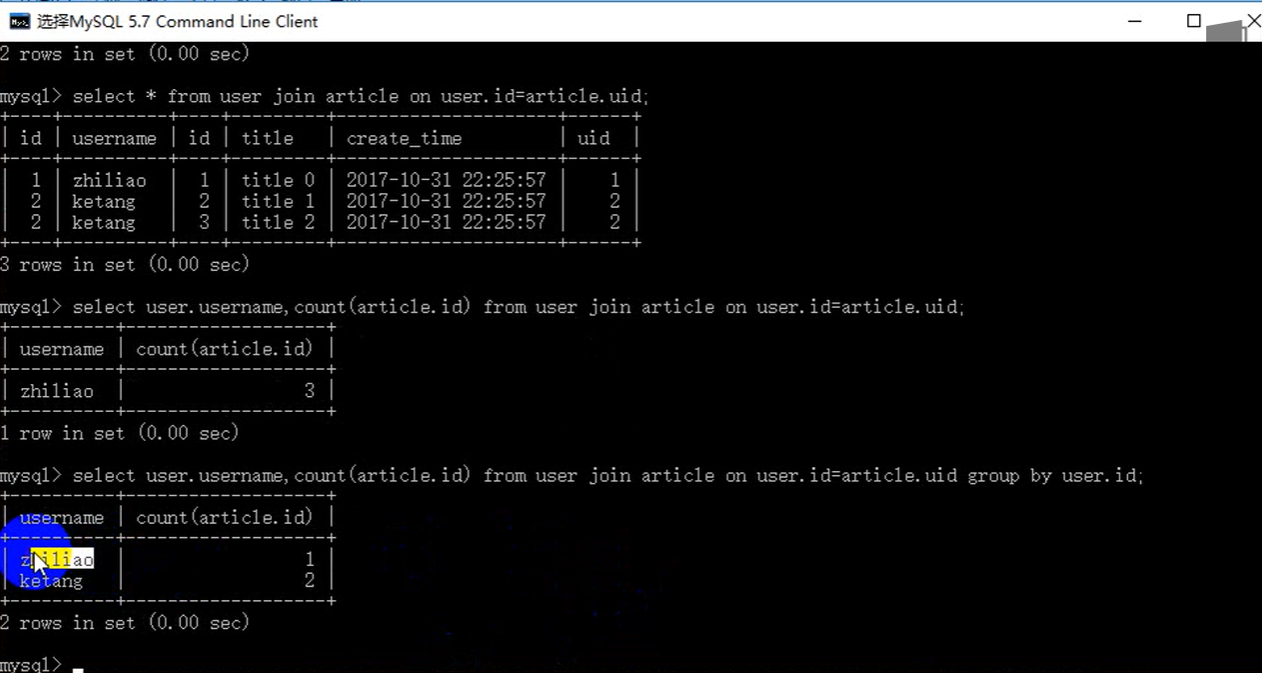 选择MySQL 5.7 Command Line Client
2 rows in set (0.00 sec)
mysql> select * from user join article on user.id=article.uid;
+----+----------+----+---------+---------------------+------+
| id | username | id | title   | create_time         | uid  |
+----+----------+----+---------+---------------------+------+
|  1 | zhiliao  |  1 | title 0 | 2017-10-31 22:25:57 |    1 |
|  2 | ketang   |  2 | title 1 | 2017-10-31 22:25:57 |    2 |
|  2 | ketang   |  3 | title 2 | 2017-10-31 22:25:57 |    2 |
+----+----------+----+---------+---------------------+------+
3 rows in set (0.00 sec)
mysql> select user.username,count(article.id) from user join article on user.id=article.uid;
+----------+-------------------+
| username | count(article.id) |
+----------+-------------------+
| zhiliao  |                 3 |
+----------+-------------------+
1 row in set (0.00 sec)
mysql> select user.username,count(article.id) from user join article on user.id=article.uid group by user.id;
+----------+-------------------+
| username | count(article.id) |
+----------+-------------------+
| zhiliao  |                 1 |
| ketang   |                 2 |
+----------+-------------------+
2 rows in set (0.00 sec)
mysql>